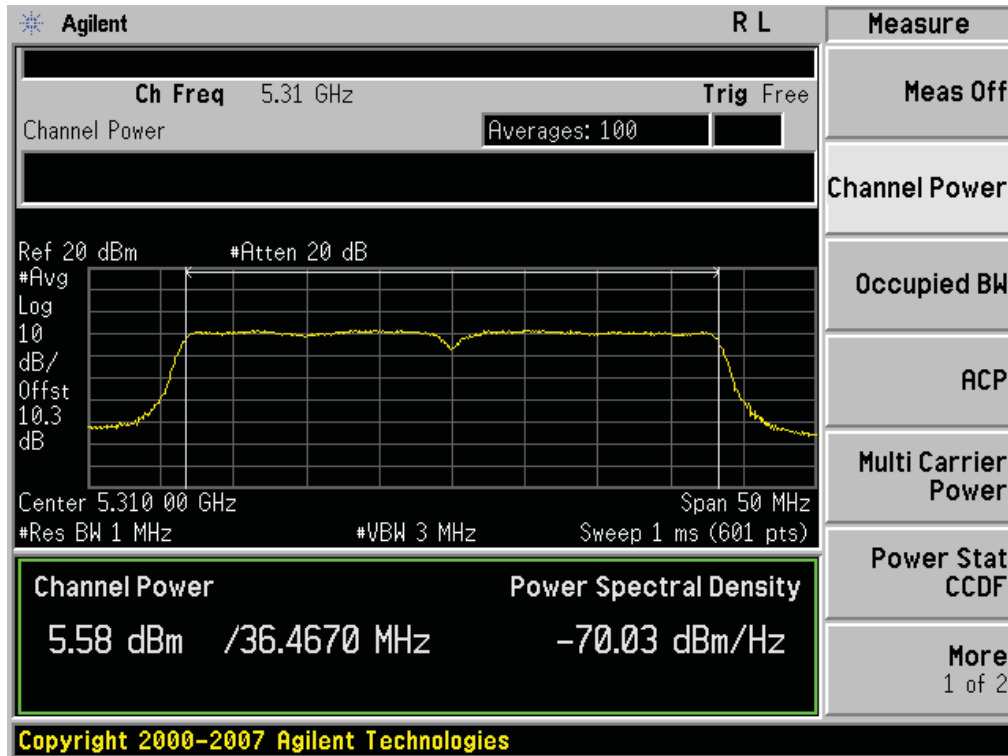 Agilent R L Measure
Ch Freq 5.31 GHz Trig Free
Meas Off
Channel Power Averages: 100
Channel Power
Ref 20 dBm #Atten 20 dB
#Avg
Log
10
dB/
Offst
10.3
dB
Center 5.310 00 GHz Span 50 MHz
#Res BW 1 MHz #VBW 3 MHz Sweep 1 ms (601 pts)
Channel Power Power Spectral Density
5.58 dBm /36.4670 MHz -70.03 dBm/Hz
Occupied BW
ACP
Multi Carrier
Power
Power Stat
CCDF
More
1 of 2
Copyright 2000-2007 Agilent Technologies